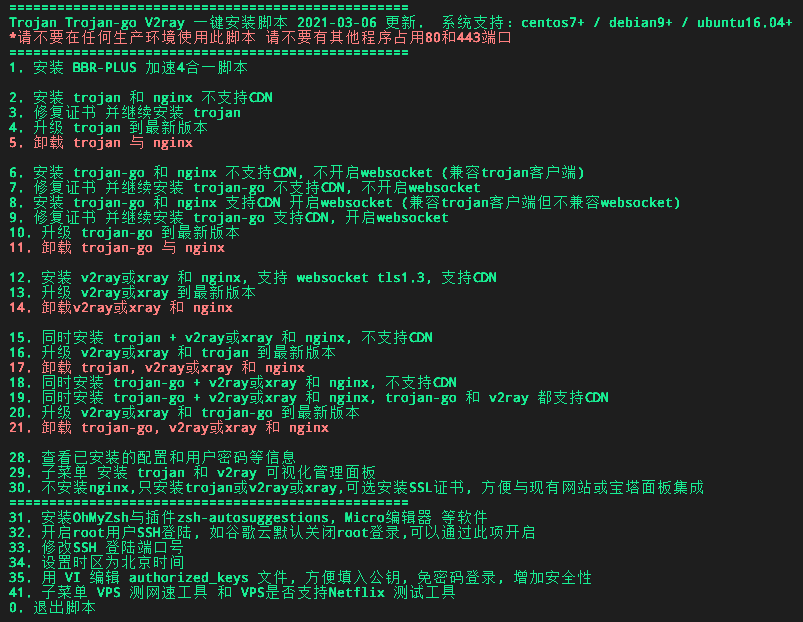 ==================================================
Trojan Trojan-go V2ray 一键安装脚本 2021-03-06 更新. 系统支持：centos7+ / debian9+ / ubuntu16.04+
*请不要在任何生产环境使用此脚本 请不要有其他程序占用80和443端口
==================================================
1. 安装 BBR-PLUS 加速4合一脚本
2. 安装 trojan 和 nginx 不支持CDN
3. 修复证书 并继续安装 trojan
4. 升级 trojan 到最新版本
5. 卸载 trojan 与 nginx
6. 安装 trojan-go 和 nginx 不支持CDN, 不开启websocket (兼容trojan客户端)
7. 修复证书 并继续安装 trojan-go 不支持CDN, 不开启websocket
8. 安装 trojan-go 和 nginx 支持CDN 开启websocket (兼容trojan客户端但不兼容websocket)
9. 修复证书 并继续安装 trojan-go 支持CDN, 开启websocket
10. 升级 trojan-go 到最新版本
11. 卸载 trojan-go 与 nginx
12. 安装 v2ray或xray 和 nginx, 支持 websocket tls1.3, 支持CDN
13. 升级 v2ray或xray 到最新版本
14. 卸载v2ray或xray 和 nginx
15. 同时安装 trojan + v2ray或xray 和 nginx, 不支持CDN
16. 升级 v2ray或xray 和 trojan 到最新版本
17. 卸载 trojan, v2ray或xray 和 nginx
18. 同时安装 trojan-go + v2ray或xray 和 nginx, 不支持CDN
19. 同时安装 trojan-go + v2ray或xray 和 nginx, trojan-go 和 v2ray 都支持CDN
20. 升级 v2ray或xray 和 trojan-go 到最新版本
21. 卸载 trojan-go, v2ray或xray 和 nginx
28. 查看已安装的配置和用户密码等信息
29. 子菜单 安装 trojan 和 v2ray 可视化管理面板
30. 不安装nginx,只安装trojan或v2ray或xray,可选安装SSL证书, 方便与现有网站或宝塔面板集成
==================================================
31. 安装OhMyZsh与插件zsh-autosuggestions, Micro编辑器 等软件
32. 开启root用户SSH登陆, 如谷歌云默认关闭root登录,可以通过此项开启
33. 修改SSH 登陆端口号
34. 设置时区为北京时间
35. 用 VI 编辑 authorized_keys 文件, 方便填入公钥, 免密码登录, 增加安全性
41. 子菜单 VPS 测网速工具 和 VPS是否支持Netflix 测试工具
0. 退出脚本